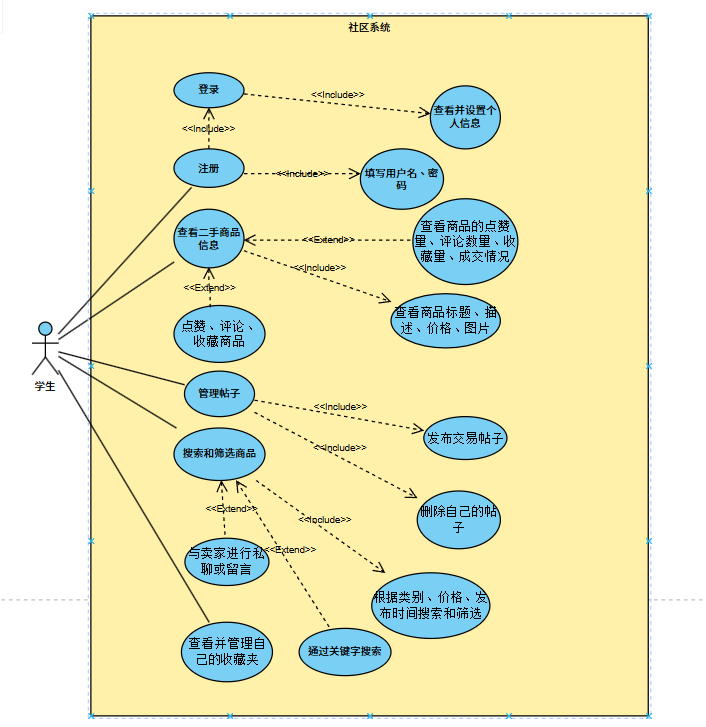 社区系统
登录
<<Include>>
查看并设置个
人信息
<<Include>>
注册
<<Include>>
填写用户名、密
码
查看二手商品
信息
<<Extend>>
查看商品的点赞
量、评论数量、收
藏量、成交情况
<<Include>>
<<Extend>>
查看商品标题、描
述、价格、图片
点赞、评论、
收藏商品
学生
管理帖子
<<Include>>
发布交易帖子
<<Include>>
搜索和筛选商品
删除自己的帖
子
<<Extend>>
<<Include>>
<<Extend>>
与卖家进行私
聊或留言
根据类别、价格、发
布时间搜索和筛选
查看并管理自
己的收藏夹
通过关键字搜索